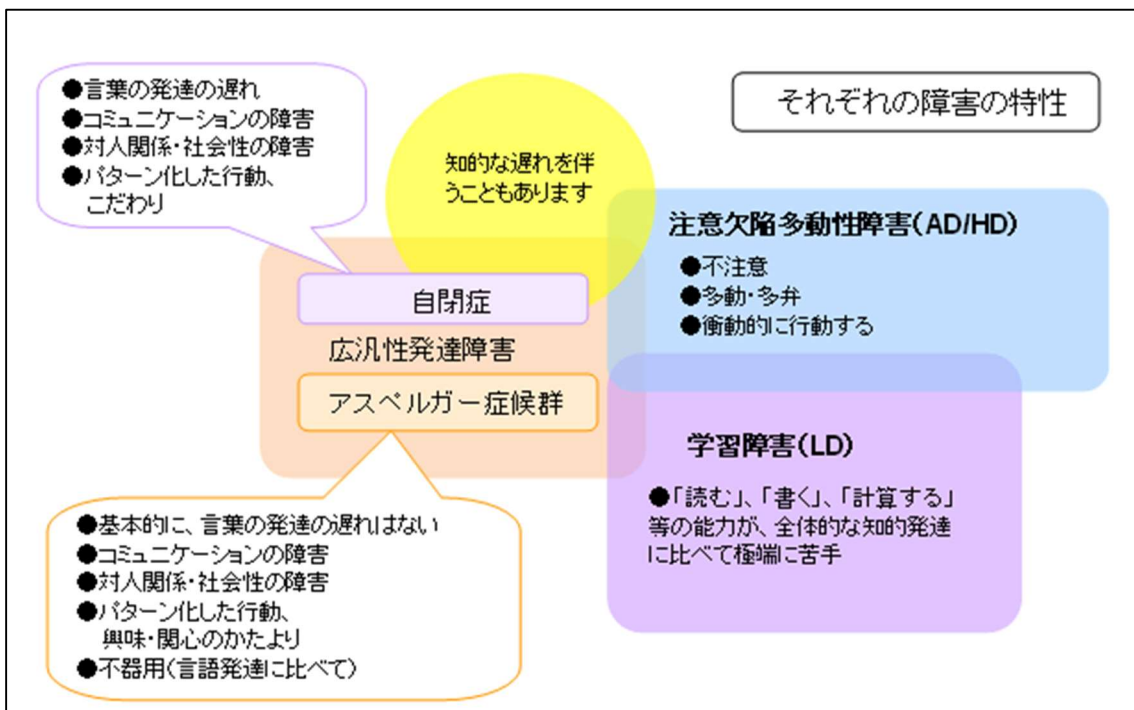 それぞれの障害の特性
●言葉の発達の遅れ
●コミュニケーションの障害
●対人関係・社会性の障害
●パターン化した行動、
こだわり
知的な遅れを伴
うこともあります
注意欠陥多動性障害(AD/HD)
●不注意
●多動・多弁
●衝動的に行動する
自閉症
広汎性発達障害
アスペルガー症候群
学習障害(LD)
●「読む」、「書く」、「計算する」
等の能力が、全体的な知的発達
に比べて極端に苦手
●基本的に、言葉の発達の遅れはない
●コミュニケーションの障害
●対人関係・社会性の障害
●パターン化した行動、
興味・関心のかたより
●不器用(言語発達に比べて)